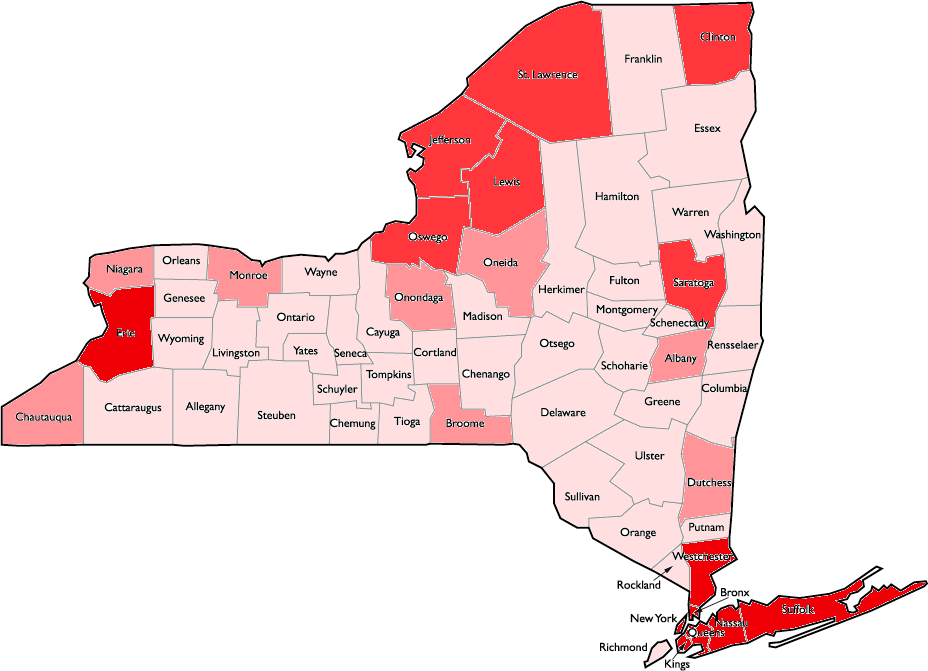 Clinton
Franklin
St. Lawrence
Essex
Jefferson
Lewis
Hamilton
Warren
Washington
Oswego
Oneida
Orleans
Niagara
Monroe
Wayne
Saratoga
Fulton
Herkimer
Genesee
Onondaga
Madison
Montgomery
Ontario
Schenectady
Erie
Wyoming
Cayuga
Otsego
Rensselaer
Livingston
Yates
Seneca
Cortland
Albany
Schoharie
Tompkins
Chenango
Schuyler
Columbia
Greene
Chautauqua
Cattaraugus
Allegany
Steuben
Chemung
Tioga
Broome
Delaware
Ulster
Dutchess
Sullivan
Putnam
Orange
Westchester
Rockland
Bronx
New York
Suffolk
Nassau
Queens
Richmond
Kings